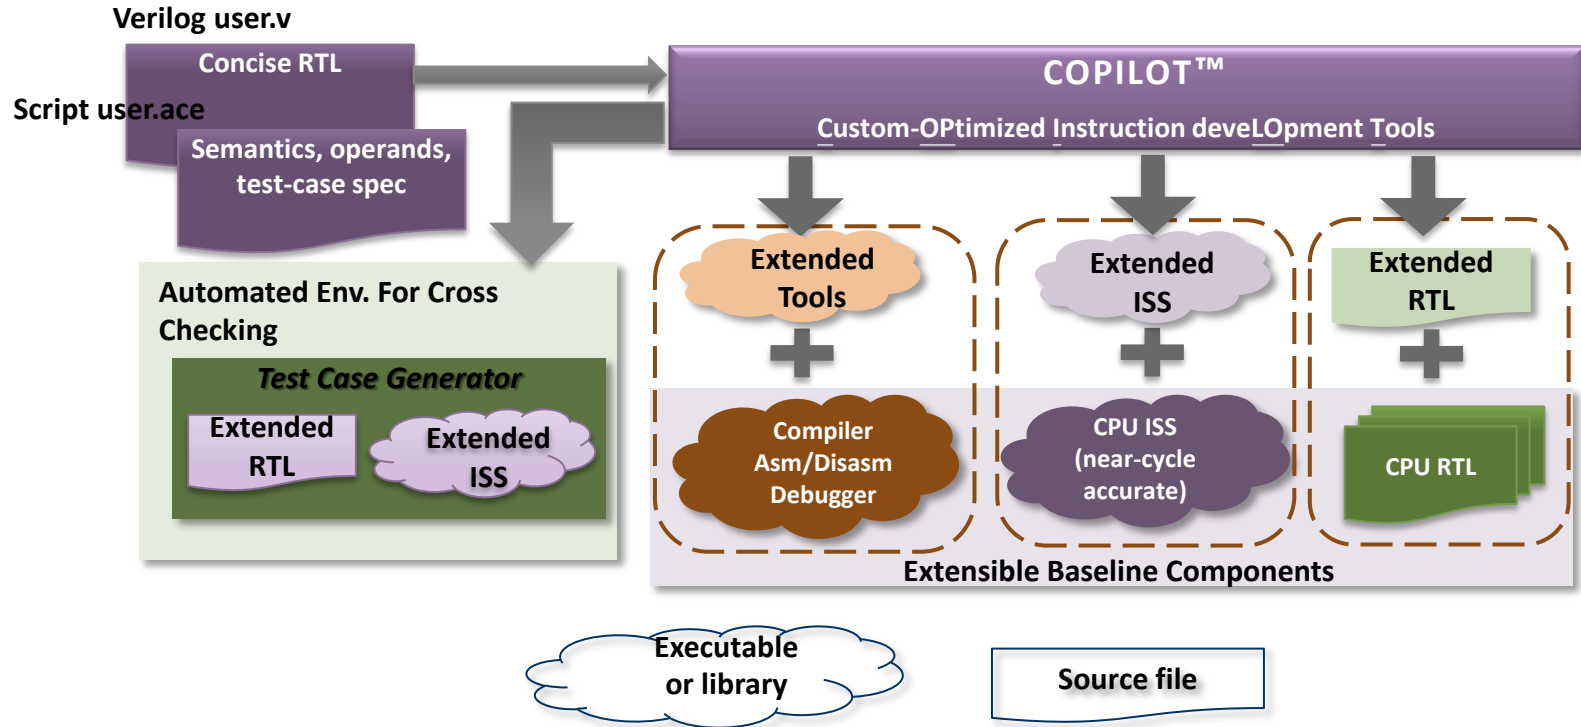 Verilog user.v
Concise RTL
Script user.ace
Semantics, operands,
test-case spec
COPILOT™
Custom-OPtimized Instruction deveLOpment Tools
Automated Env. For Cross
Checking
Test Case Generator
Extended
RTL
Extended
ISS
Extended
Tools
Extended
ISS
Extended
RTL
Compiler
Asm/Disasm
Debugger
CPU ISS
(near-cycle
accurate)
CPU RTL
Extensible Baseline Components
Executable
or library
Source file